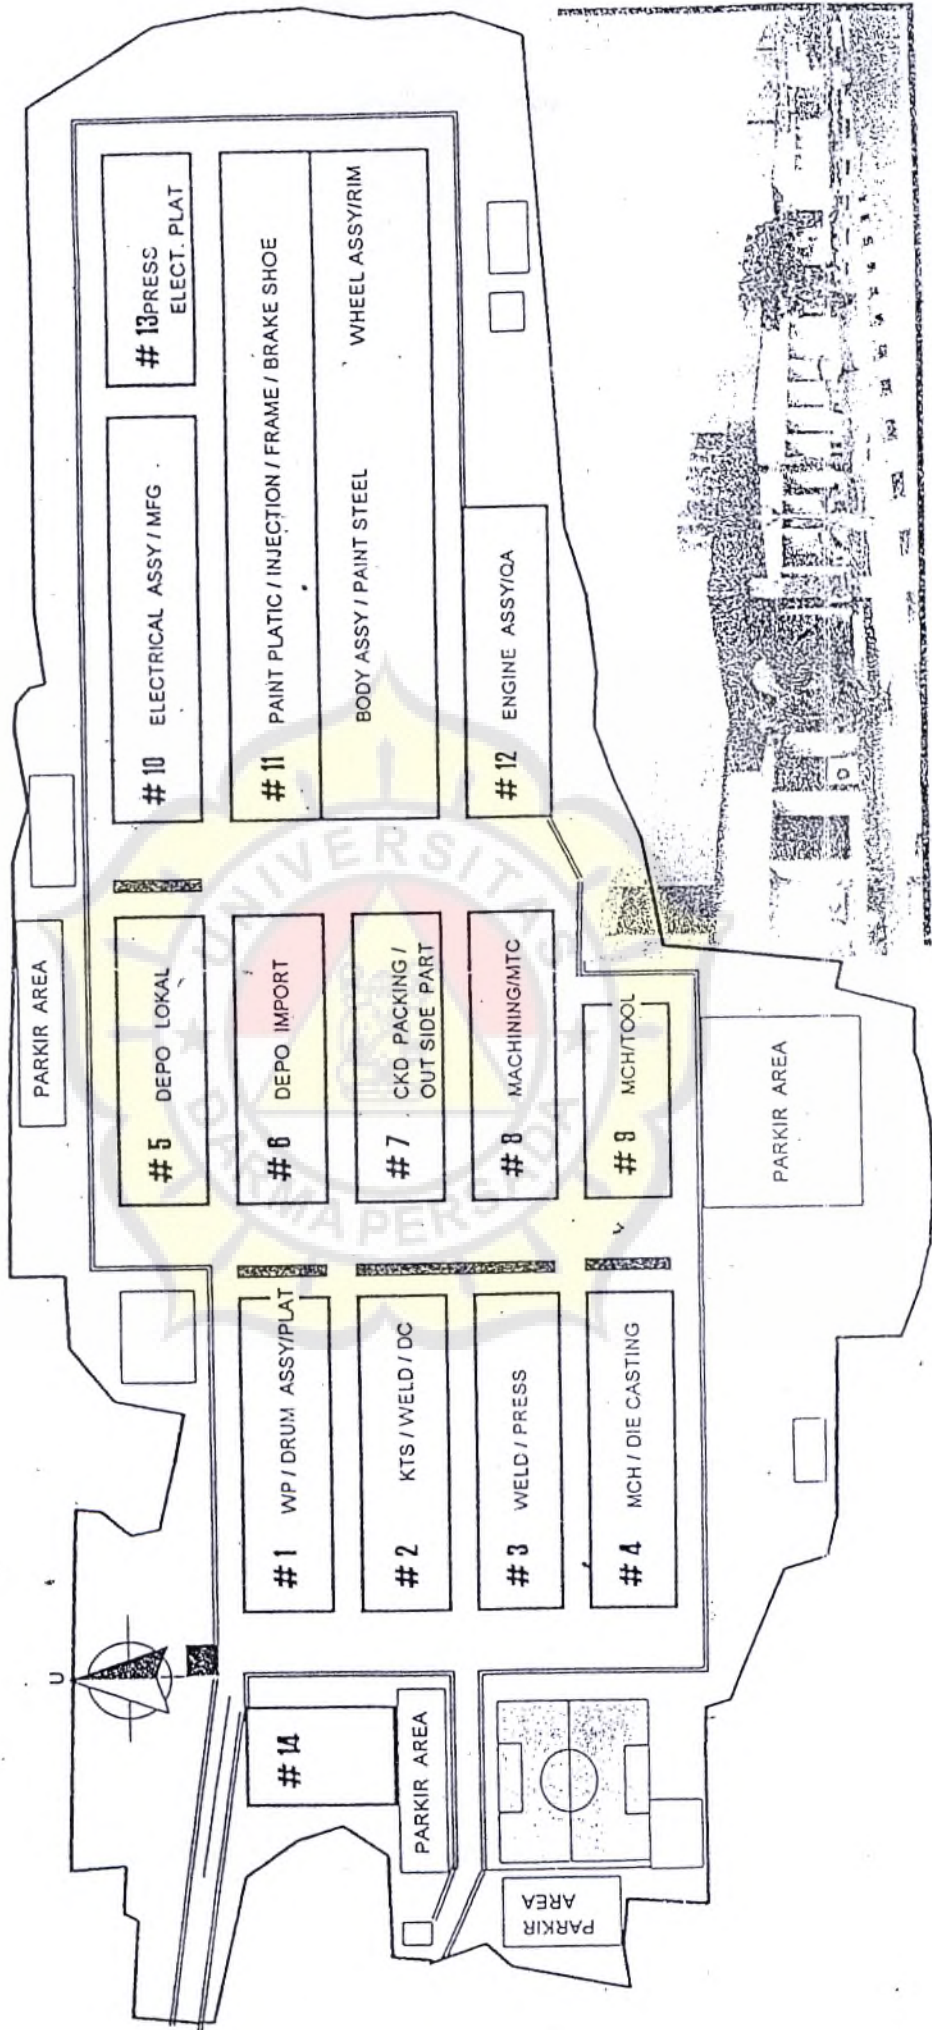 U
#14
PARKIR AREA
PARKIR
AREA
#1 WP / DRUM ASSY/PLAT
#2 KTS / WELD / DC
#3 WELD / PRESS
#4 MCH / DIE CASTING
PARKIR AREA
#5 DEPO LOKAL
#6 DEPO IMPORT
#7 CKD PACKING /
OUT SIDE PART
#8 MACHINING/MTC
#9 MCH/TOOL
PARKIR AREA
#10 ELECTRICAL ASSY / MFG
#13 PRESS
ELECT. PLAT
#11 PAINT PLATIC / INJECTION / FRAME / BRAKE SHOE
BODY ASSY / PAINT STEEL WHEEL ASSY/RIM
#12 ENGINE ASSY/QA
UNIVERSITAS
DARMA PERSADA